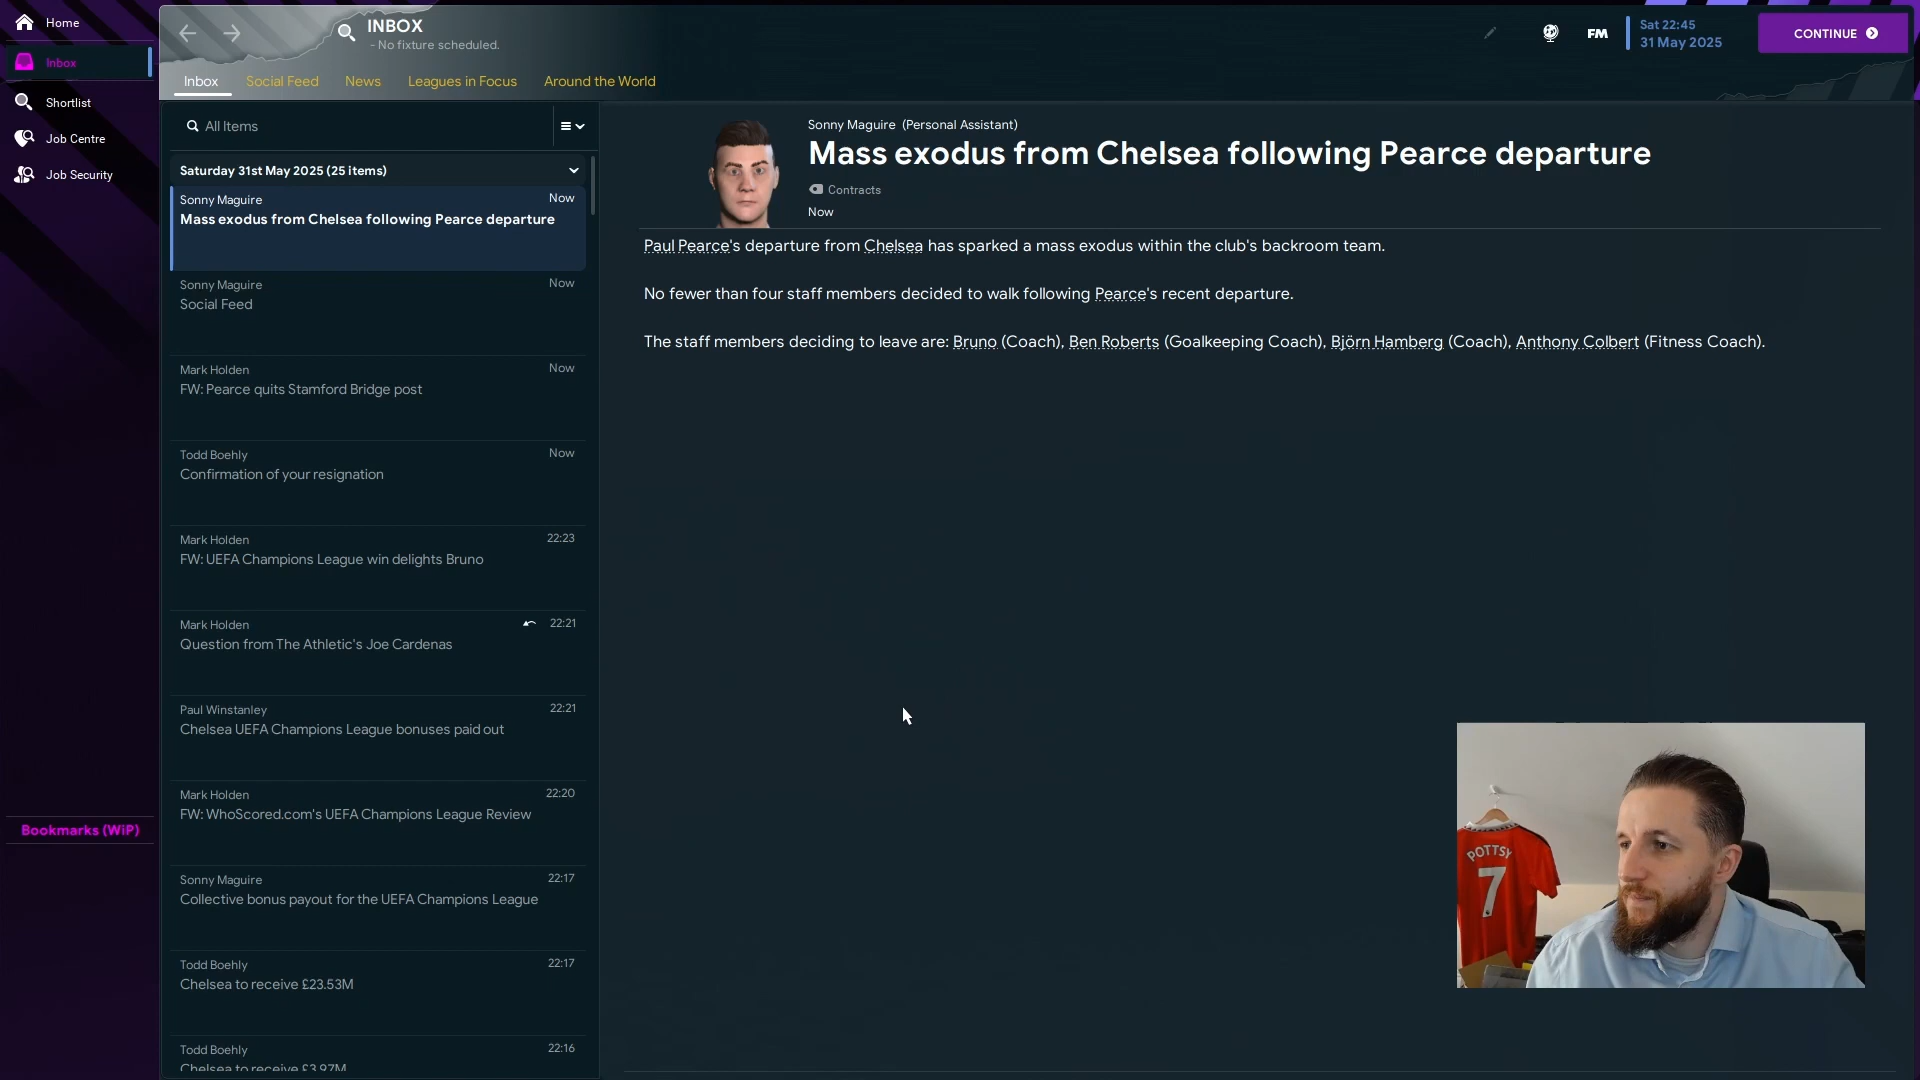 Home
Inbox
Shortlist
Job Centre
Job Security
Bookmarks (WiP)
INBOX
- No fixture scheduled.
FM
Sat 22:45
31 May 2025
CONTINUE
Inbox
Social Feed
News
Leagues in Focus
Around the World
All Items
Saturday 31st May 2025 (25 items)
Sonny Maguire
Now
Mass exodus from Chelsea following Pearce departure
Sonny Maguire
Now
Social Feed
Mark Holden
Now
FW: Pearce quits Stamford Bridge post
Todd Boehly
Now
Confirmation of your resignation
Mark Holden
22:23
FW: UEFA Champions League win delights Bruno
Mark Holden
22:21
Question from The Athletic's Joe Cardenas
Paul Winstanley
22:21
Chelsea UEFA Champions League bonuses paid out
Mark Holden
22:20
FW: WhoScored.com's UEFA Champions League Review
Sonny Maguire
22:17
Collective bonus payout for the UEFA Champions League
Todd Boehly
22:17
Chelsea to receive £23.53M
Todd Boehly
22:16
Chelsea to receive £3.97M
Sonny Maguire (Personal Assistant)
Mass exodus from Chelsea following Pearce departure
Contracts
Now
Paul Pearce's departure from Chelsea has sparked a mass exodus within the club's backroom team.
No fewer than four staff members decided to walk following Pearce's recent departure.
The staff members deciding to leave are: Bruno (Coach), Ben Roberts (Goalkeeping Coach), Björn Hamberg (Coach), Anthony Colbert (Fitness Coach).
POTTSY
7